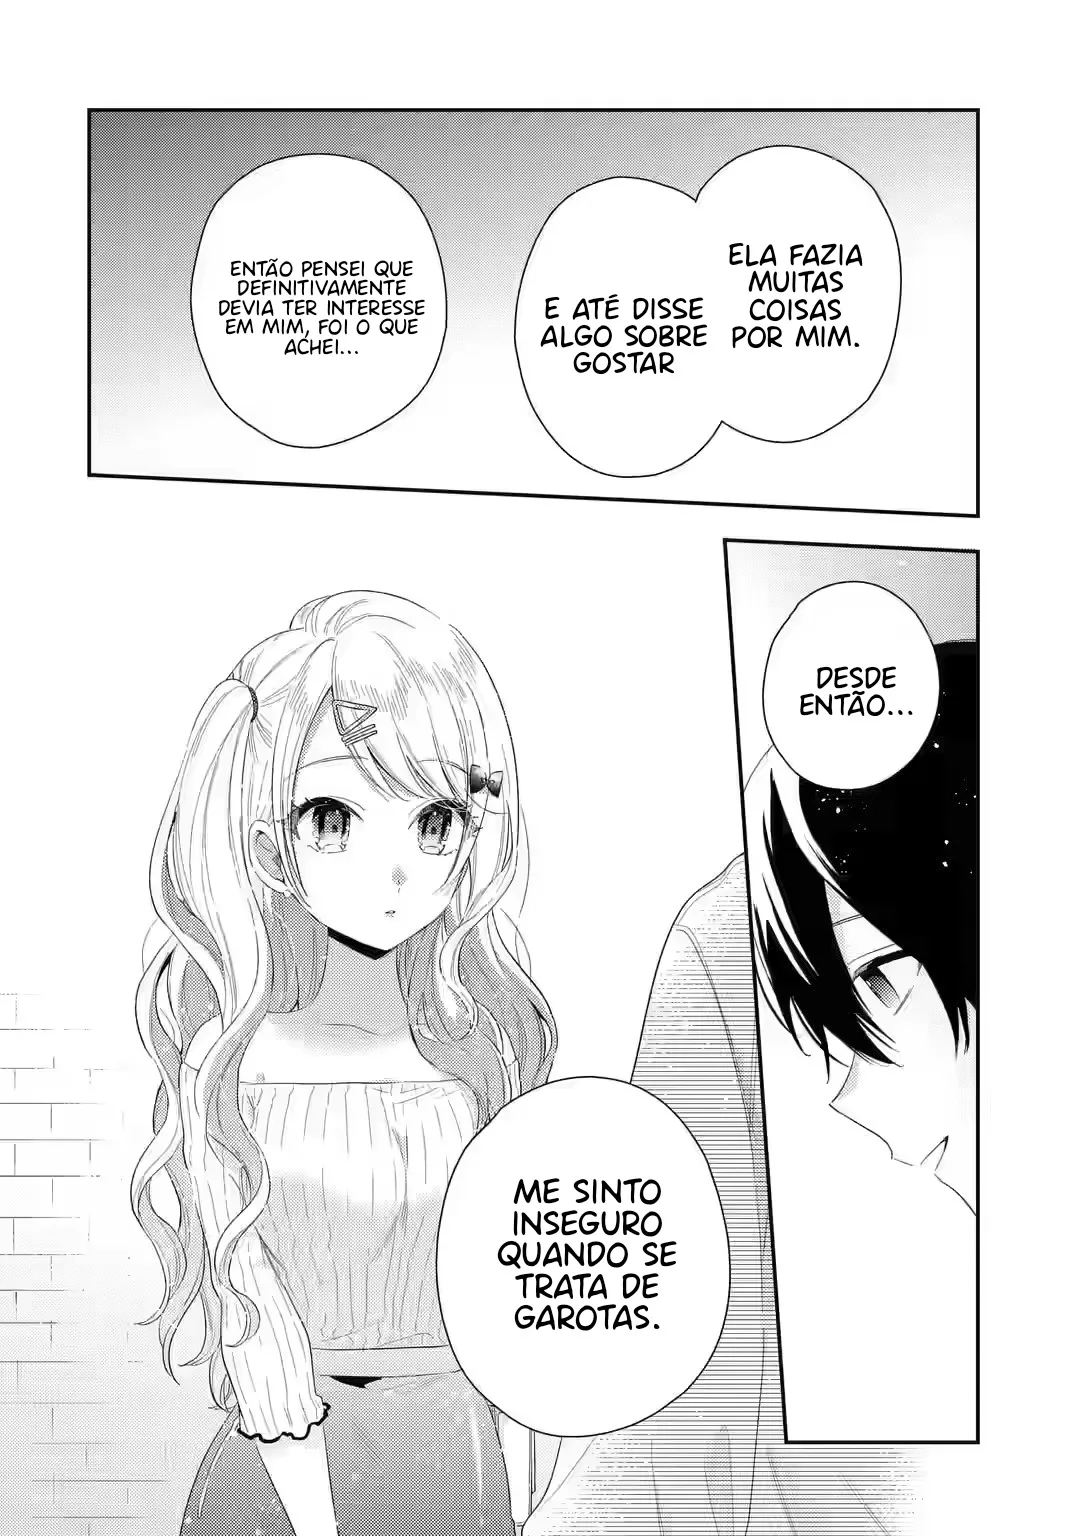 ELA FAZIA
MUITAS
COISAS
POR MIM.
E ATÉ DISSE
ALGO SOBRE
GOSTAR
ENTÃO PENSEI QUE
DEFINITIVAMENTE
DEVIA TER INTERESSE
EM MIM, FOI O QUE
ACHEI...
DESDE
ENTÃO...
ME SINTO
INSEGURO
QUANDO SE
TRATA DE
GAROTAS.